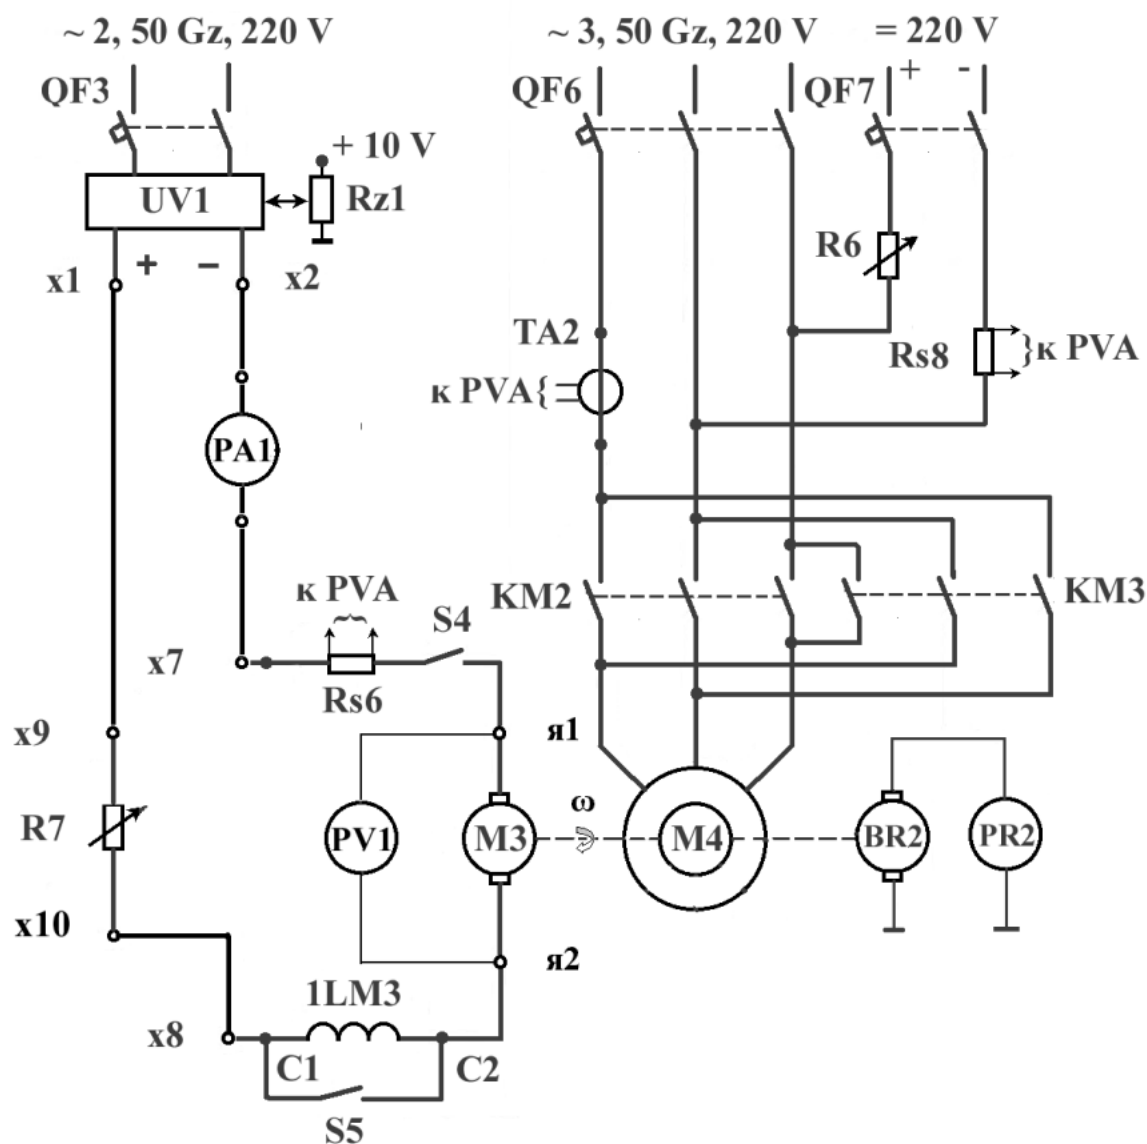 ~ 2, 50 Gz, 220 V
~ 3, 50 Gz, 220 V
= 220 V
QF3
QF6
QF7
+
-
+ 10 V
UV1
Rz1
R6
x1
+
−
x2
TA2
Rs8
}к PVA
к PVA{
PA1
к PVA
S4
KM2
KM3
x7
Rs6
x9
я1
ω
R7
PV1
M3
M4
BR2
PR2
x10
я2
1LM3
x8
C1
C2
S5